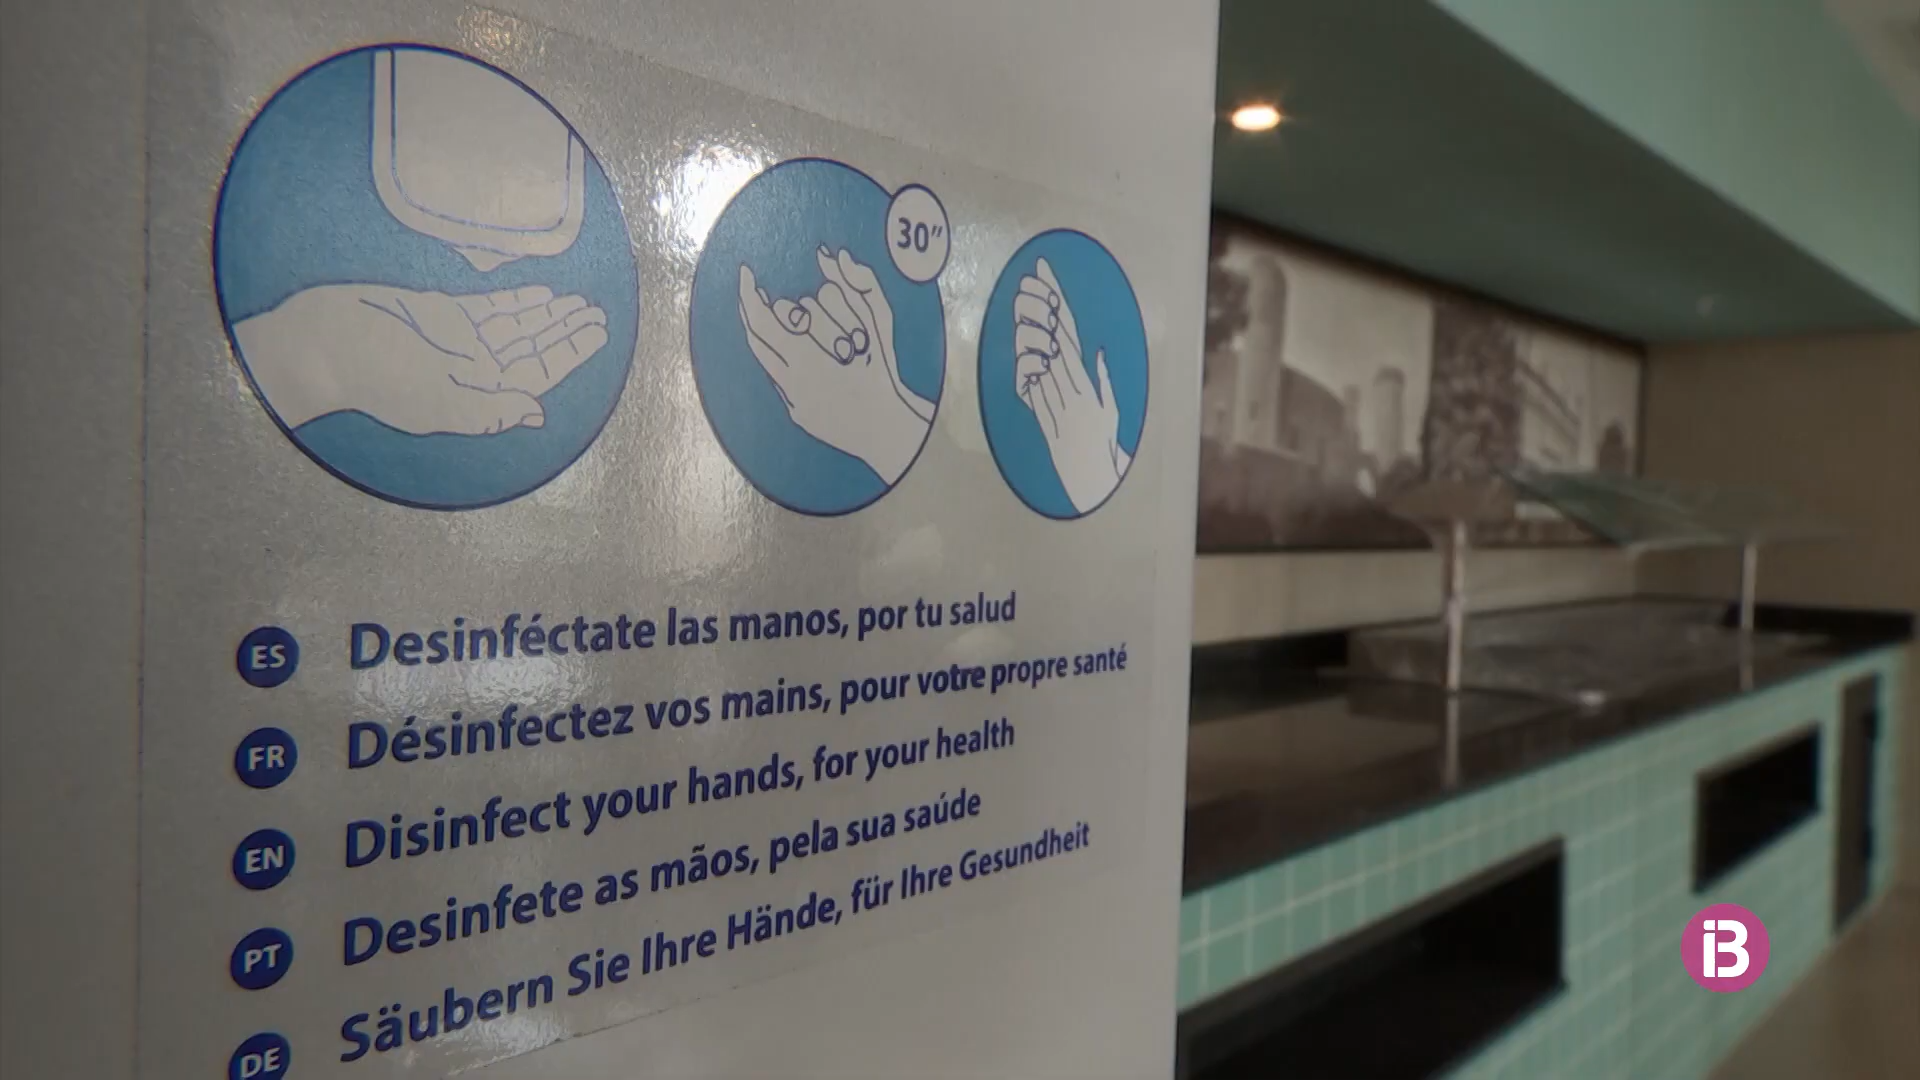 30"
ES Desinféctate las manos, por tu salud
FR Désinfectez vos mains, pour votre propre santé
EN Disinfect your hands, for your health
PT Desinfete as mãos, pela sua saúde
DE Säubern Sie Ihre Hände, für Ihre Gesundheit
IB